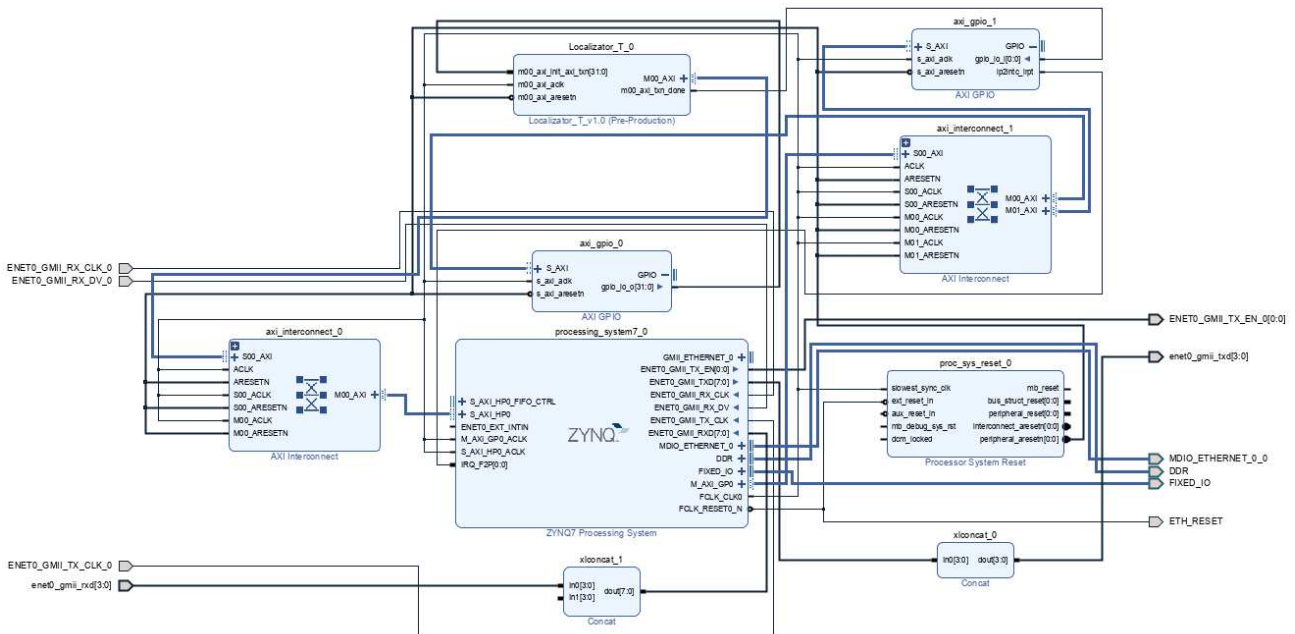 axi_gpio_1
Localizator_T_0
S_AXI
GPIO
s_axi_aclk
gpio_io_i[0:0]
s_axi_aresetn
ip2intc_irpt
AXI GPIO
m00_axi_init_axi_txn[31:0]
M00_AXI
m00_axi_aclk
m00_axi_txn_done
m00_axi_aresetn
Localizator_T_v1.0 (Pre-Production)
axi_interconnect_1
S00_AXI
ACLK
ARESETN
S00_ACLK
S00_ARESETN
M00_ACLK
M00_ARESETN
M01_ACLK
M01_ARESETN
M00_AXI
M01_AXI
AXI Interconnect
axi_gpio_0
S_AXI
GPIO
s_axi_aclk
gpio_io_o[31:0]
s_axi_aresetn
AXI GPIO
ENET0_GMII_RX_CLK_0
ENET0_GMII_RX_DV_0
axi_interconnect_0
S00_AXI
ACLK
ARESETN
S00_ACLK
S00_ARESETN
M00_ACLK
M00_ARESETN
M00_AXI
AXI Interconnect
processing_system7_0
S_AXI_HP0_FIFO_CTRL
S_AXI_HP0
ENET0_EXT_INTIN
M_AXI_GP0_ACLK
S_AXI_HP0_ACLK
IRQ_F2P[0:0]
ZYNQ
GMII_ETHERNET_0
ENET0_GMII_TX_EN[0:0]
ENET0_GMII_TXD[7:0]
ENET0_GMII_RX_CLK
ENET0_GMII_RX_DV
ENET0_GMII_TX_CLK
ENET0_GMII_RXD[7:0]
MDIO_ETHERNET_0
DDR
FIXED_IO
M_AXI_GP0
FCLK_CLK0
FCLK_RESET0_N
ZYNQ7 Processing System
ENET0_GMII_TX_EN_0[0:0]
enet0_gmii_txd[3:0]
proc_sys_reset_0
slowest_sync_clk
ext_reset_in
aux_reset_in
mb_debug_sys_rst
dcm_locked
mb_reset
bus_struct_reset[0:0]
peripheral_reset[0:0]
interconnect_aresetn[0:0]
peripheral_aresetn[0:0]
Processor System Reset
MDIO_ETHERNET_0_0
DDR
FIXED_IO
ETH_RESET
xlconcat_0
In0[3:0]
dout[3:0]
Concat
ENET0_GMII_TX_CLK_0
enet0_gmii_rxd[3:0]
xlconcat_1
In0[3:0]
In1[3:0]
dout[7:0]
Concat